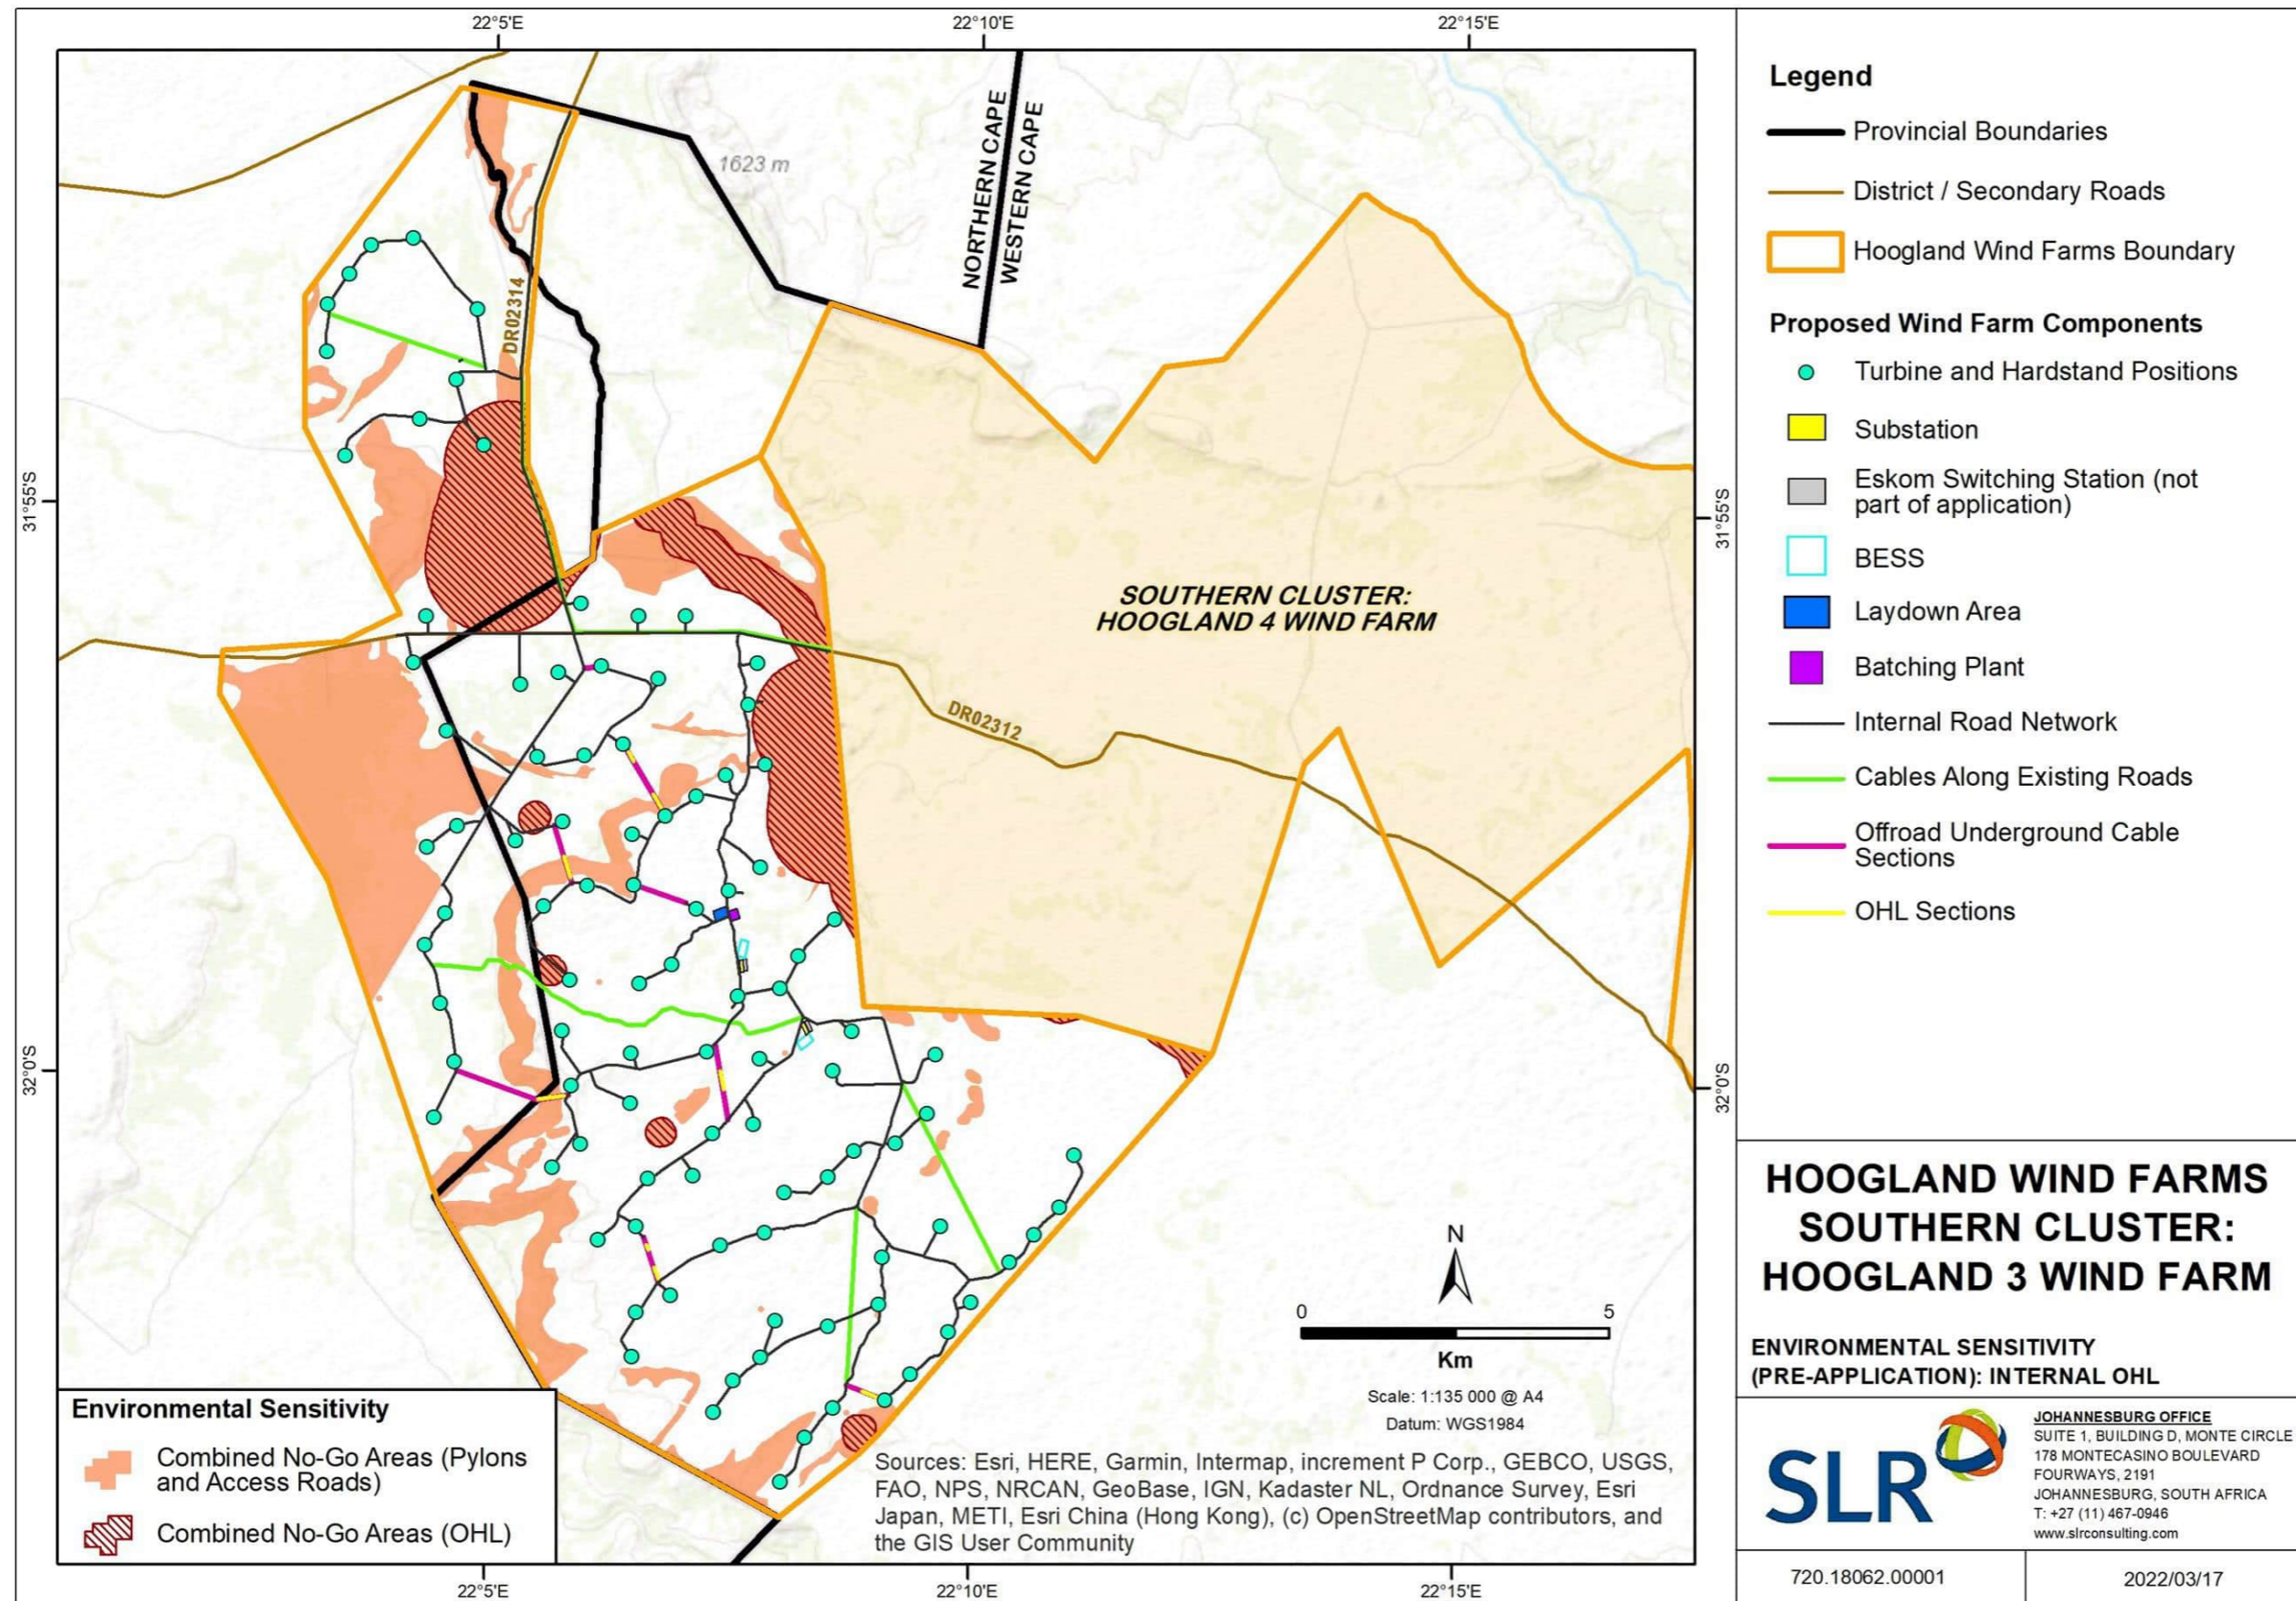 22°5'E
22°10'E
22°15'E
1623 m
NORTHERN CAPE
WESTERN CAPE
DR02314
31°55'S
31°55'S
SOUTHERN CLUSTER:
HOOGLAND 4 WIND FARM
DR02312
32°0'S
32°0'S
N
0
5
Km
Scale: 1:135 000 @ A4
Datum: WGS1984
Environmental Sensitivity
Combined No-Go Areas (Pylons
and Access Roads)
Combined No-Go Areas (OHL)
Sources: Esri, HERE, Garmin, Intermap, increment P Corp., GEBCO, USGS,
FAO, NPS, NRCAN, GeoBase, IGN, Kadaster NL, Ordnance Survey, Esri
Japan, METI, Esri China (Hong Kong), (c) OpenStreetMap contributors, and
the GIS User Community
22°5'E
22°10'E
22°15'E
Legend
Provincial Boundaries
District / Secondary Roads
Hoogland Wind Farms Boundary
Proposed Wind Farm Components
Turbine and Hardstand Positions
Substation
Eskom Switching Station (not
part of application)
BESS
Laydown Area
Batching Plant
Internal Road Network
Cables Along Existing Roads
Offroad Underground Cable
Sections
OHL Sections
HOOGLAND WIND FARMS
SOUTHERN CLUSTER:
HOOGLAND 3 WIND FARM
ENVIRONMENTAL SENSITIVITY
(PRE-APPLICATION): INTERNAL OHL
SLR
JOHANNESBURG OFFICE
SUITE 1, BUILDING D, MONTE CIRCLE
178 MONTECASINO BOULEVARD
FOURWAYS, 2191
JOHANNESBURG, SOUTH AFRICA
T: +27 (11) 467-0946
www.slrconsulting.com
720.18062.00001
2022/03/17